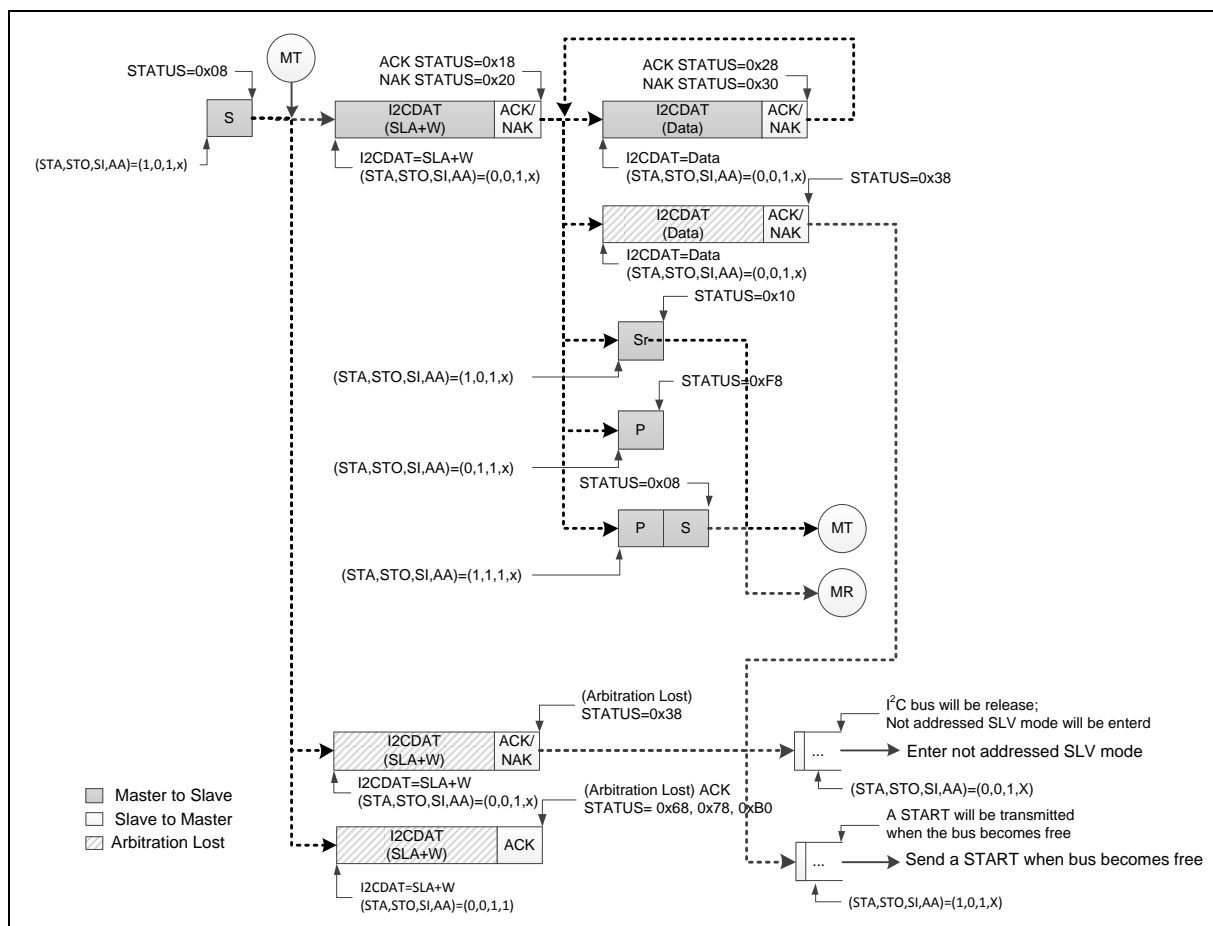 MT
STATUS=0x08
S
(STA,STO,SI,AA)=(1,0,1,x)
ACK STATUS=0x18
NAK STATUS=0x20
I2CDAT
(SLA+W)
ACK/
NAK
I2CDAT=SLA+W
(STA,STO,SI,AA)=(0,0,1,x)
ACK STATUS=0x28
NAK STATUS=0x30
I2CDAT
(Data)
ACK/
NAK
I2CDAT=Data
(STA,STO,SI,AA)=(0,0,1,x)
STATUS=0x38
I2CDAT
(Data)
ACK/
NAK
I2CDAT=Data
(STA,STO,SI,AA)=(0,0,1,x)
STATUS=0x10
Sr
(STA,STO,SI,AA)=(1,0,1,x)
STATUS=0xF8
P
(STA,STO,SI,AA)=(0,1,1,x)
STATUS=0x08
P
S
MT
(STA,STO,SI,AA)=(1,1,1,x)
MR
(Arbitration Lost)
STATUS=0x38
I2CDAT
(SLA+W)
ACK/
NAK
I2CDAT=SLA+W
(STA,STO,SI,AA)=(0,0,1,x)
I²C bus will be release;
Not addressed SLV mode will be enterd
...
Enter not addressed SLV mode
(STA,STO,SI,AA)=(0,0,1,X)
(Arbitration Lost) ACK
STATUS= 0x68, 0x78, 0xB0
I2CDAT
(SLA+W)
ACK
I2CDAT=SLA+W
(STA,STO,SI,AA)=(0,0,1,1)
A START will be transmitted
when the bus becomes free
...
Send a START when bus becomes free
(STA,STO,SI,AA)=(1,0,1,X)
Master to Slave
Slave to Master
Arbitration Lost